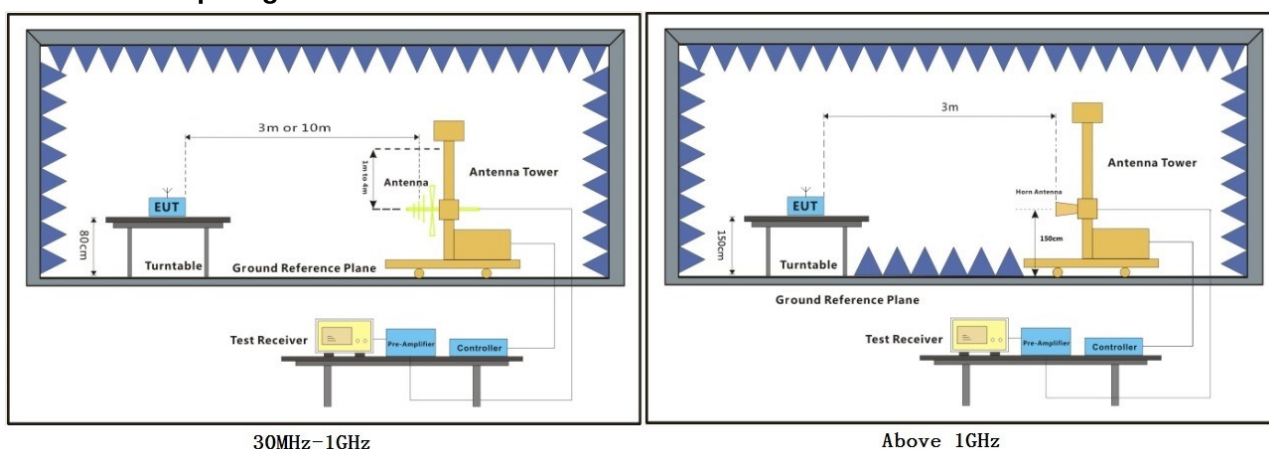 3m or 10m
1m to 4m
Antenna
Antenna Tower
EUT
80cm
Turntable
Ground Reference Plane
Test Receiver
Pre-Amplifier
Controller
30MHz-1GHz
3m
Antenna Tower
Horn Antenna
EUT
150cm
150cm
Turntable
Ground Reference Plane
Test Receiver
Pre-Amplifier
Controller
Above 1GHz